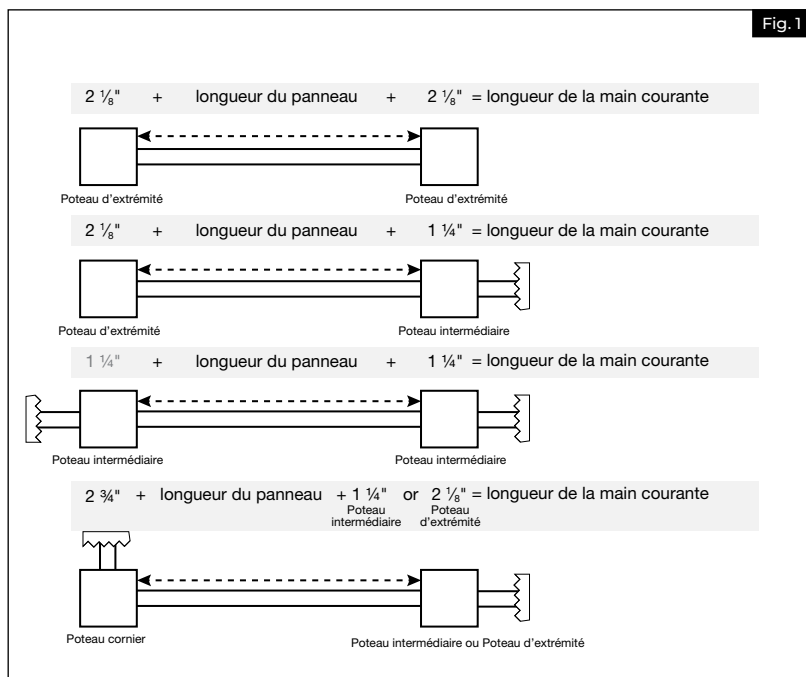 Fig. 1
2 ⅛" + longueur du panneau + 2 ⅛" = longueur de la main courante
Poteau d'extrémité Poteau d'extrémité
2 ⅛" + longueur du panneau + 1 ¼" = longueur de la main courante
Poteau d'extrémité Poteau intermédiaire
1 ¼" + longueur du panneau + 1 ¼" = longueur de la main courante
Poteau intermédiaire Poteau intermédiaire
2 ¾" + longueur du panneau + 1 ¼" or 2 ⅛" = longueur de la main courante
Poteau Poteau
intermédiaire d'extrémité
Poteau cornier Poteau intermédiaire ou Poteau d'extrémité